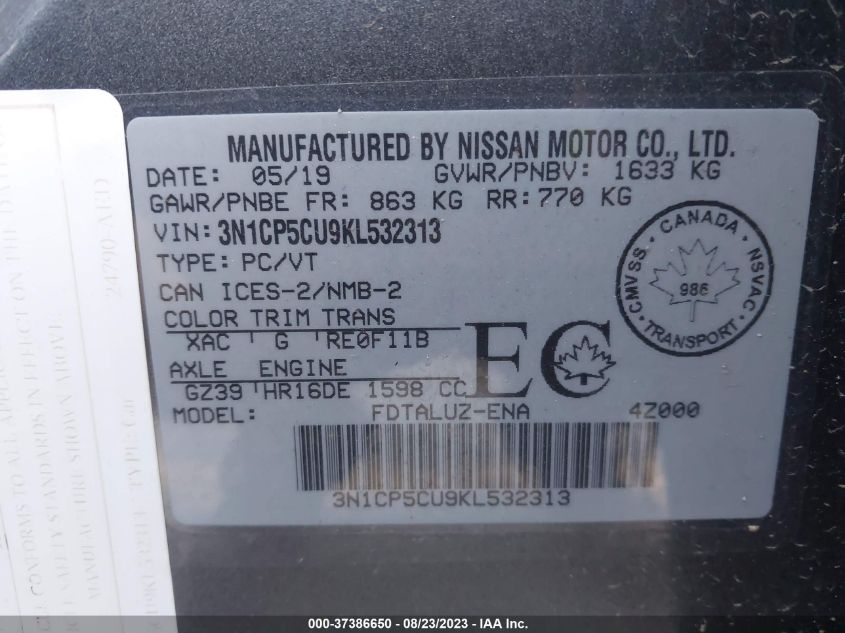 MANUFACTURED BY NISSAN MOTOR CO., LTD.
DATE: 05/19 GVWR/PNBV: 1633 KG
GAWR/PNBE FR: 863 KG RR: 770 KG
VIN: 3N1CP5CU9KL532313
TYPE: PC/VT
CAN ICES-2/NMB-2
COLOR TRIM TRANS
XAC G RE0F11B
AXLE ENGINE
GZ39 HR16DE 1598 CC
MODEL: FDTALUZ-ENA 4Z000
3N1CP5CU9KL532313
EC
CANADA
CMVSS
NSVAC
986
TRANSPORT
24790-AED
000-37386650 / 08/23/2023 - IAA Inc.